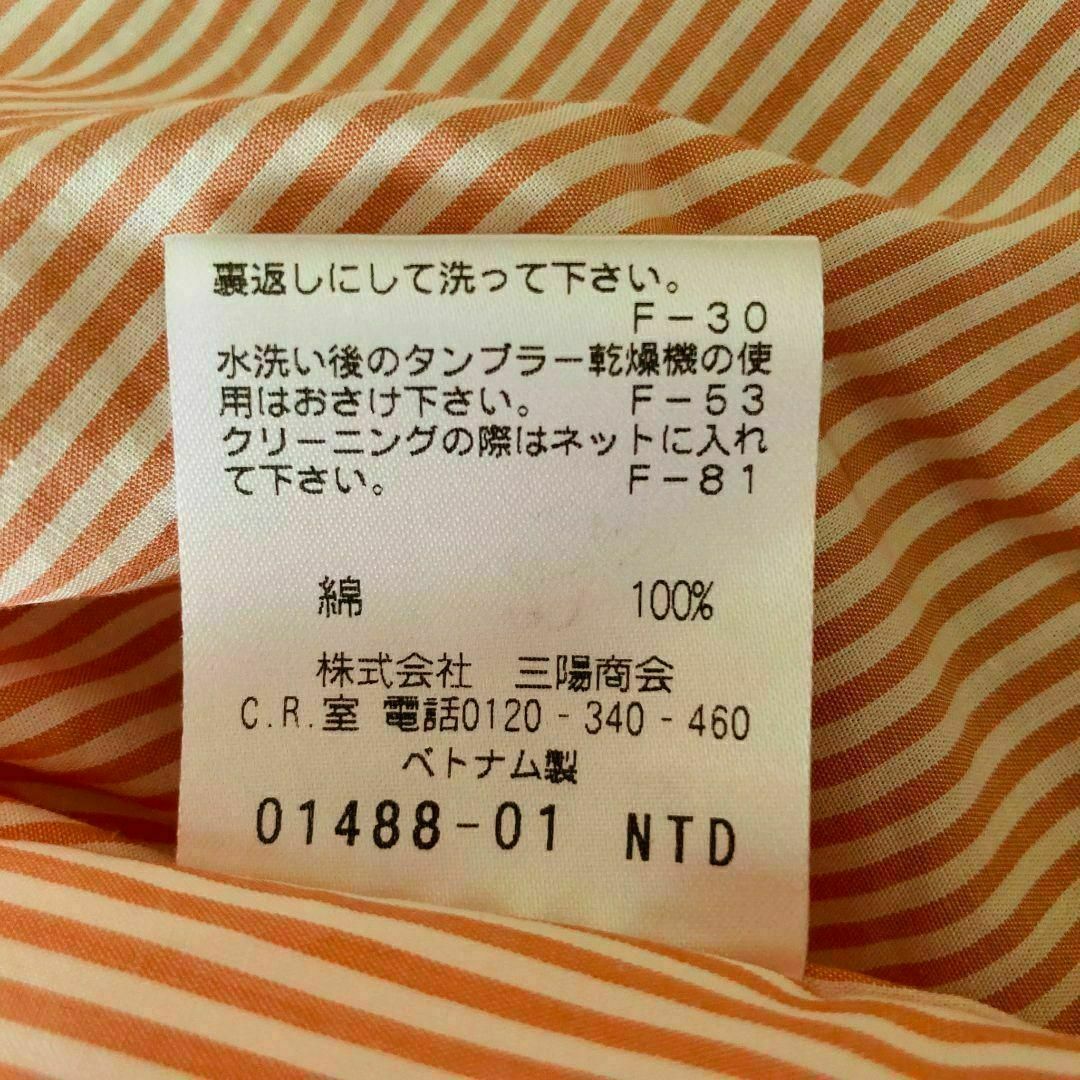 裏返しにして洗って下さい。
F-30
水洗い後のタンブラー乾燥機の使
用はおさけ下さい。 F-53
クリーニングの際はネットに入れ
て下さい。 F-81
綿 100%
株式会社 三陽商会
C.R.室 電話0120-340-460
ベトナム製
01488-01 NTD